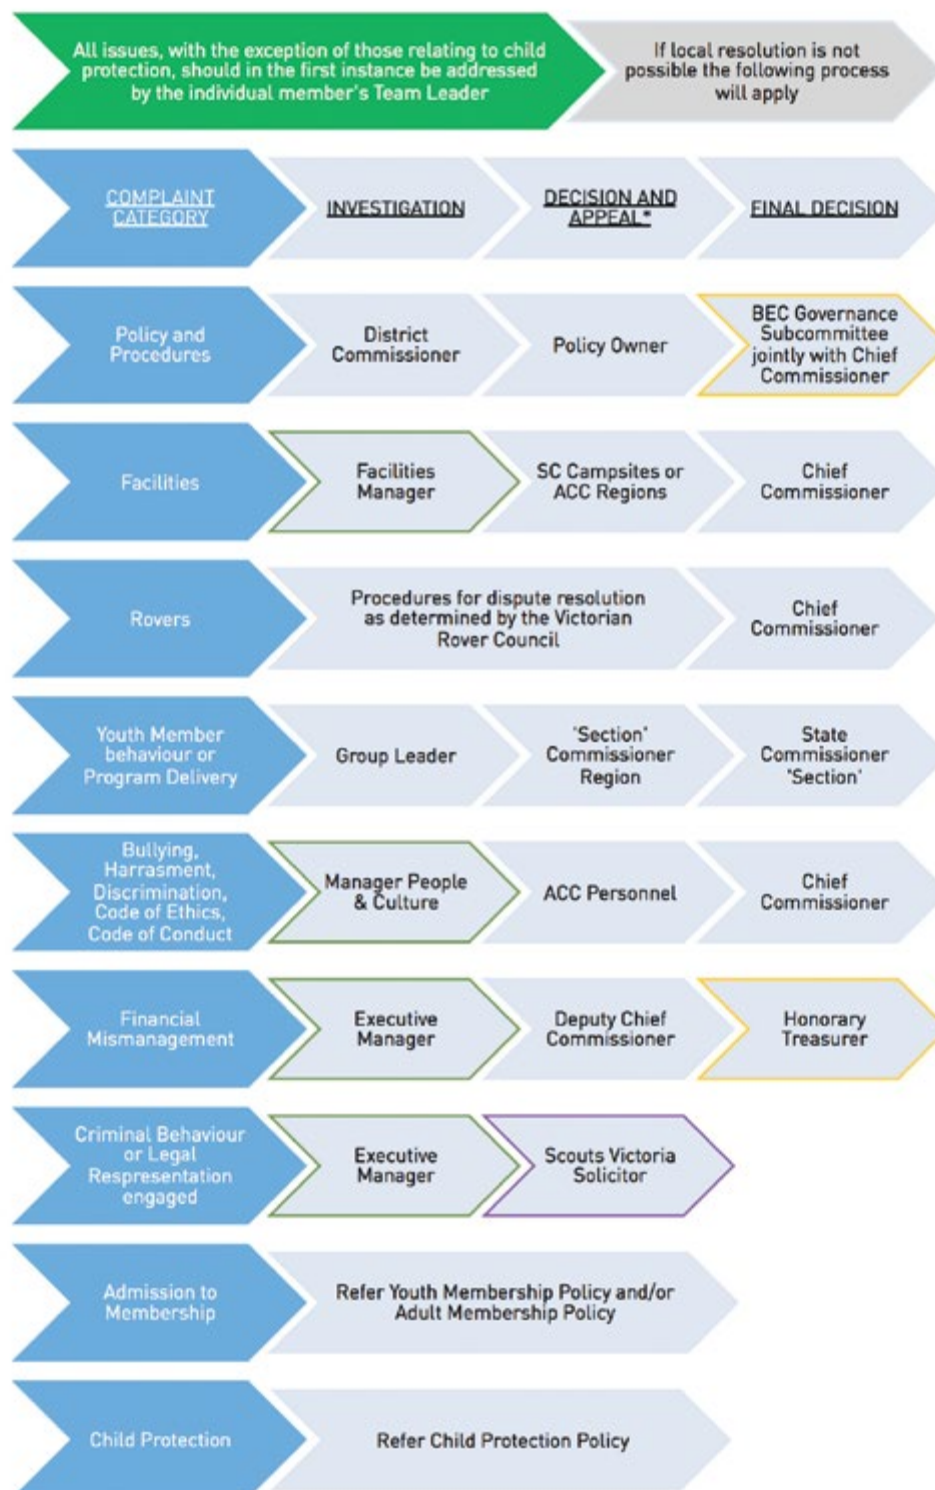 All issues, with the exception of those relating to child
protection, should in the first instance be addressed
by the individual member's Team Leader
If local resolution is not
possible the following process
will apply
COMPLAINT
CATEGORY
INVESTIGATION
DECISION AND
APPEAL*
FINAL DECISION
Policy and
Procedures
District
Commissioner
Policy Owner
BEC Governance
Subcommittee
jointly with Chief
Commissioner
Facilities
Facilities
Manager
SC Campsites or
ACC Regions
Chief
Commissioner
Rovers
Procedures for dispute resolution
as determined by the Victorian
Rover Council
Chief
Commissioner
Youth Member
behaviour or
Program Delivery
Group Leader
'Section'
Commissioner
Region
State
Commissioner
'Section'
Bullying,
Harrasment,
Discrimination,
Code of Ethics,
Code of Conduct
Manager People
& Culture
ACC Personnel
Chief
Commissioner
Financial
Mismanagement
Executive
Manager
Deputy Chief
Commissioner
Honorary
Treasurer
Criminal Behaviour
or Legal
Respresentation
engaged
Executive
Manager
Scouts Victoria
Solicitor
Admission to
Membership
Refer Youth Membership Policy and/or
Adult Membership Policy
Child Protection
Refer Child Protection Policy